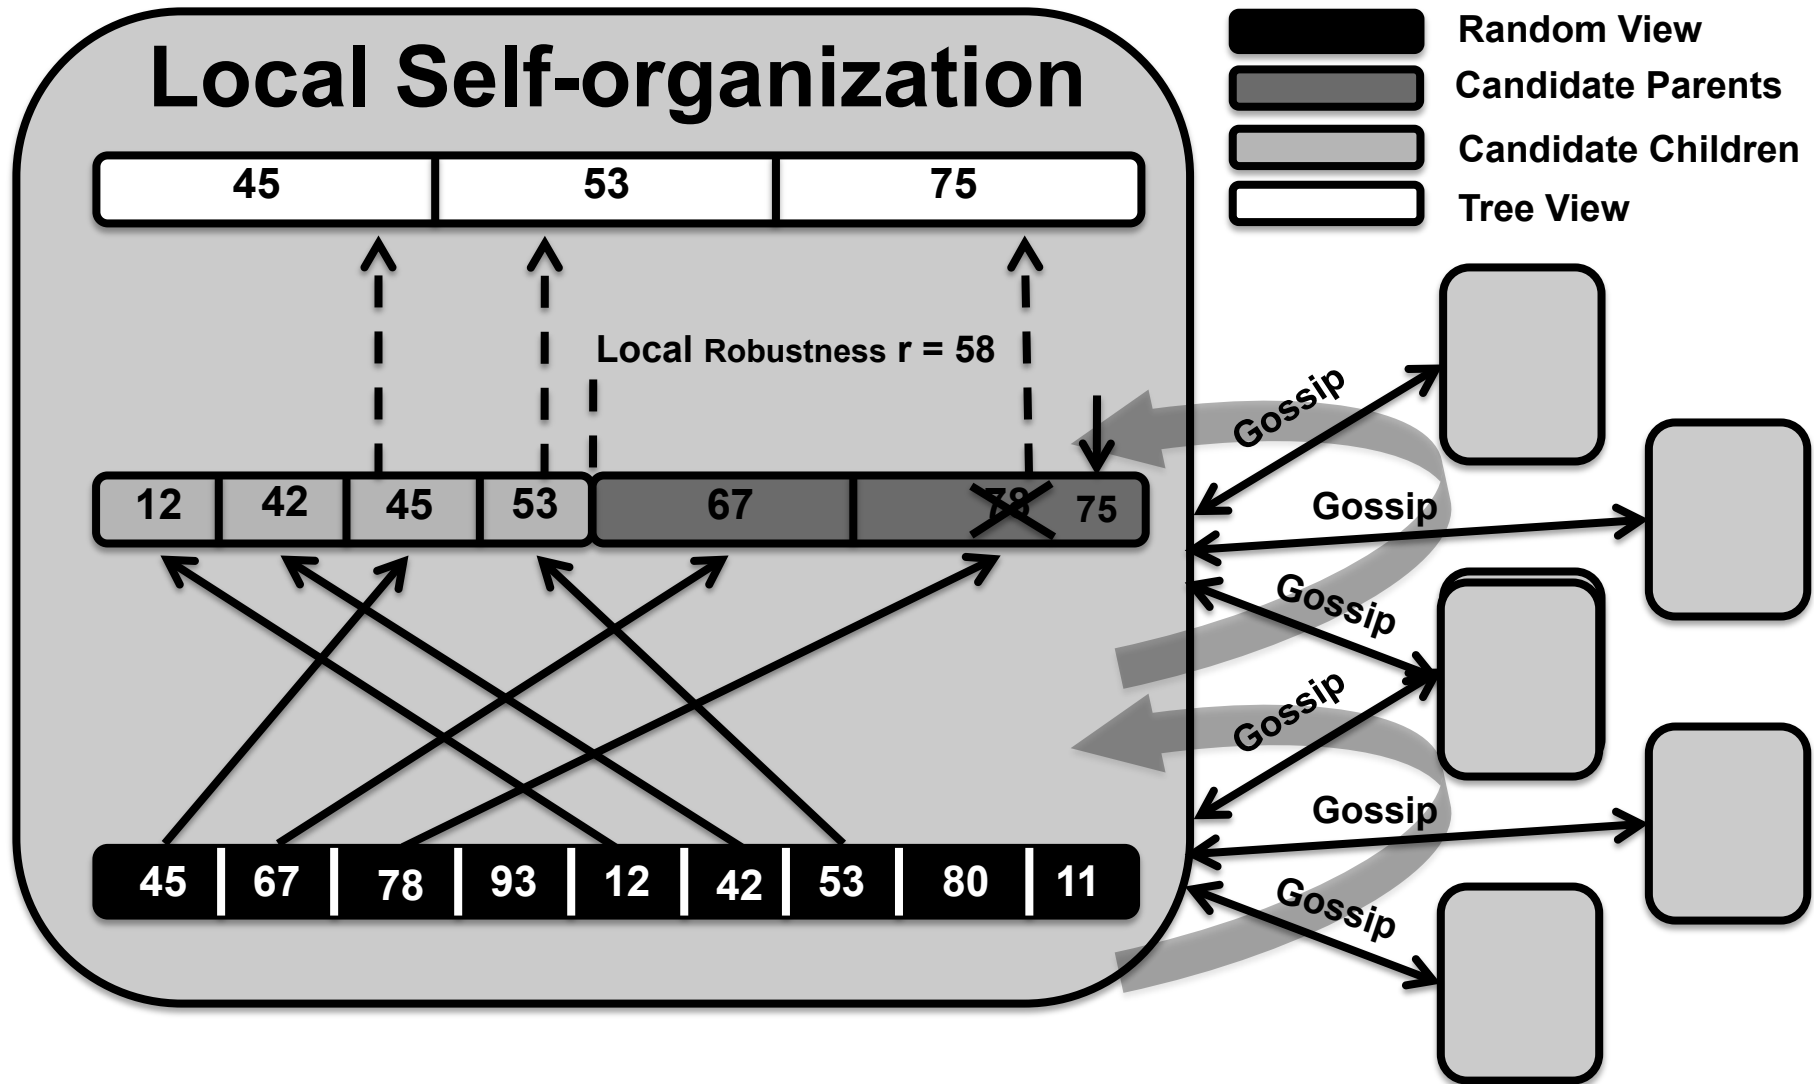 Local Self-organization
Random View
Candidate Parents
Candidate Children
Tree View
45 53 75
Local Robustness r = 58
12 42 45 53 67 78 75
45 67 78 93 12 42 53 80 11
Gossip
Gossip
Gossip
Gossip
Gossip
Gossip